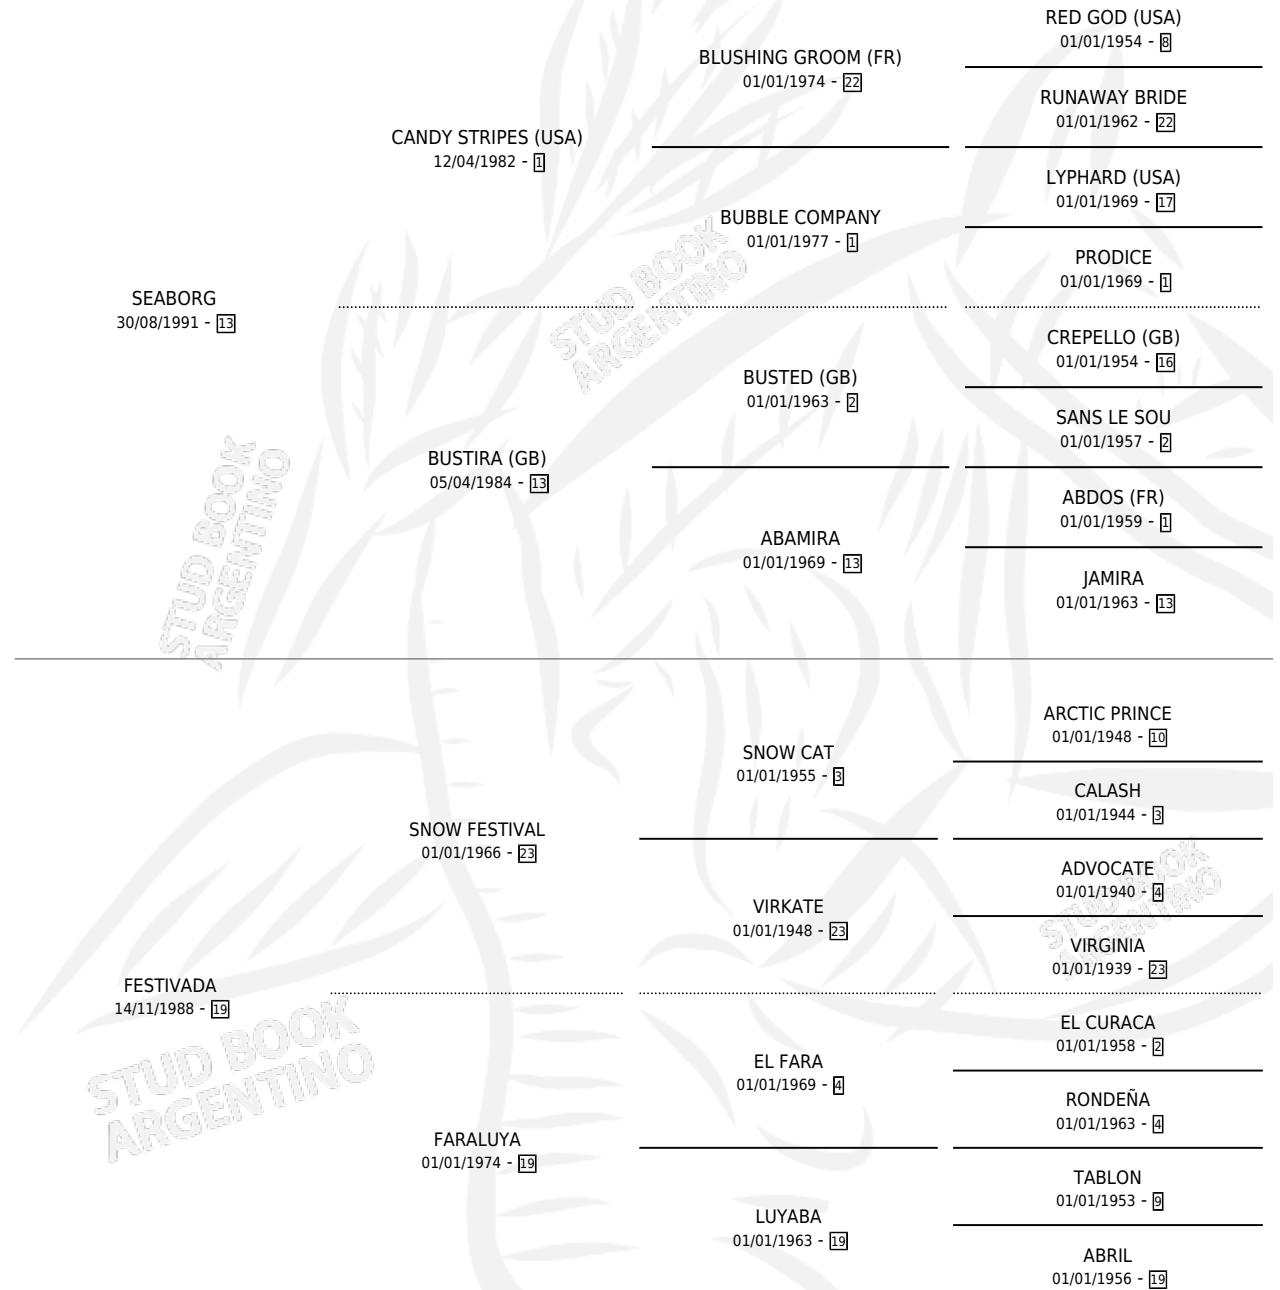 RED GOD (USA)
01/01/1954 - 8
BLUSHING GROOM (FR)
01/01/1974 - 22
RUNAWAY BRIDE
01/01/1962 - 22
CANDY STRIPES (USA)
12/04/1982 - 1
LYPHARD (USA)
01/01/1969 - 17
BUBBLE COMPANY
01/01/1977 - 1
PRODICE
01/01/1969 - 1
SEABORG
30/08/1991 - 13
CREPELLO (GB)
01/01/1954 - 16
BUSTED (GB)
01/01/1963 - 2
SANS LE SOU
01/01/1957 - 2
BUSTIRA (GB)
05/04/1984 - 13
ABDOS (FR)
01/01/1959 - 1
ABAMIRA
01/01/1969 - 13
JAMIRA
01/01/1963 - 13
ARCTIC PRINCE
01/01/1948 - 10
SNOW CAT
01/01/1955 - 3
CALASH
01/01/1944 - 3
SNOW FESTIVAL
01/01/1966 - 23
ADVOCATE
01/01/1940 - 4
VIRKATE
01/01/1948 - 23
VIRGINIA
01/01/1939 - 23
FESTIVADA
14/11/1988 - 19
EL CURACA
01/01/1958 - 2
EL FARA
01/01/1969 - 4
RONDEÑA
01/01/1963 - 4
FARALUYA
01/01/1974 - 19
TABLON
01/01/1953 - 9
LUYABA
01/01/1963 - 19
ABRIL
01/01/1956 - 19
STUD BOOK
ARGENTINO
STUD BOOK
ARGENTINO
STUD BOOK
ARGENTINO
STUD BOOK
ARGENTINO